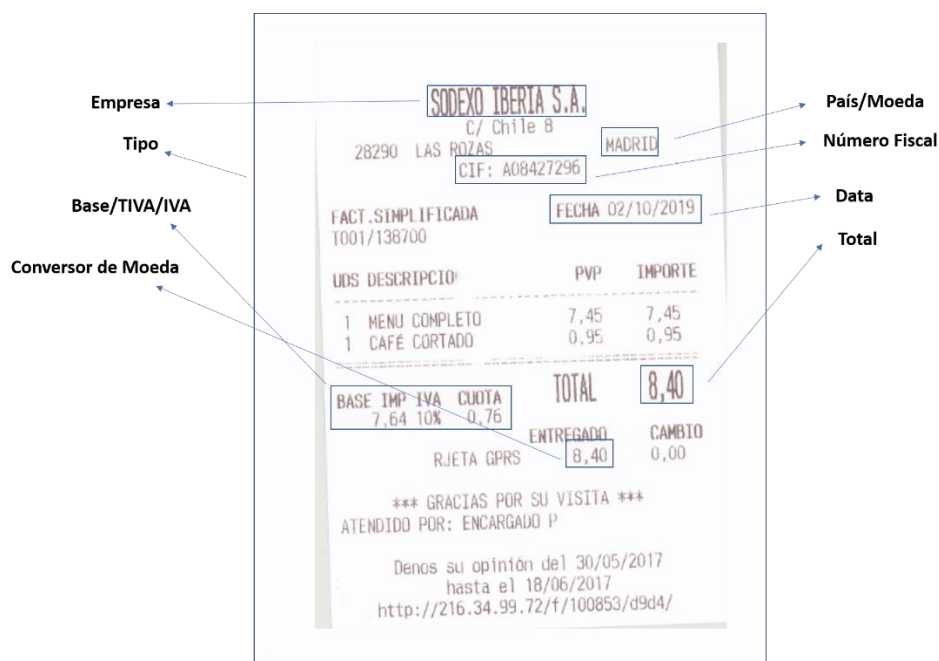 Empresa
Tipo
Base/TIVA/IVA
Conversor de Moeda
SODEXO IBERIA S.A.
C/ Chile 8
28290 LAS ROZAS MADRID
CIF: A08427296
FACT.SIMPLIFICADA FECHA 02/10/2019
T001/138700
UDS DESCRIPCIO PVP IMPORTE
1 MENU COMPLETO 7,45 7,45
1 CAFÉ CORTADO 0,95 0,95
TOTAL 8,40
BASE IMP IVA CUOTA
7,64 10% 0,76
ENTREGADO CAMBIO
RJETA GPRS 8,40 0,00
*** GRACIAS POR SU VISITA ***
ATENDIDO POR: ENCARGADO P
Denos su opinión del 30/05/2017
hasta el 18/06/2017
http://216.34.99.72/f/100853/d9d4/
País/Moeda
Número Fiscal
Data
Total